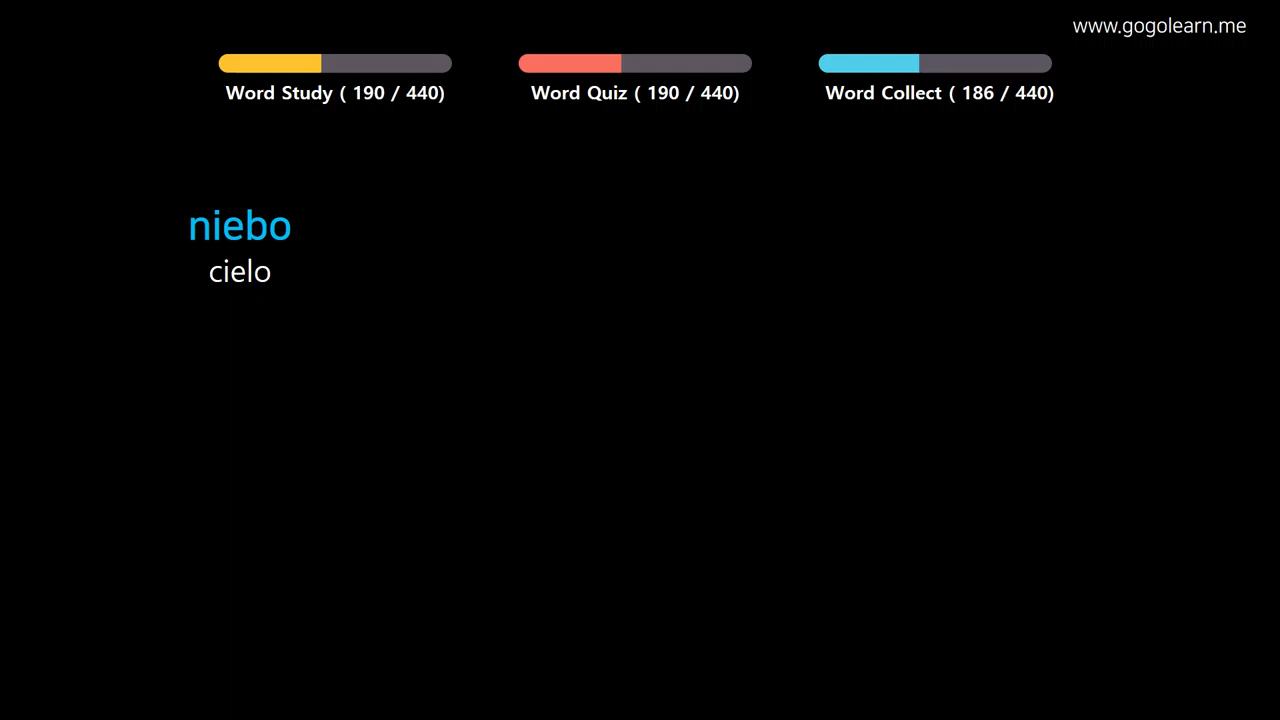 www.gogolearn.me
Word Study ( 190 / 440)
Word Quiz ( 190 / 440)
Word Collect ( 186 / 440)
niebo
cielo